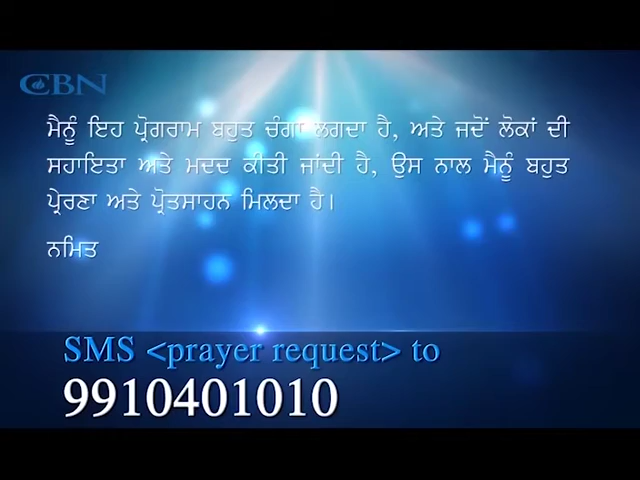 CBN
ਮੈਨੂੰ ਇਹ ਪ੍ਰੋਗਰਾਮ ਬਹੁਤ ਚੰਗਾ ਲਗਦਾ ਹੈ, ਅਤੇ ਜਦੋਂ ਲੋਕਾਂ ਦੀ
ਸਹਾਇਤਾ ਅਤੇ ਮਦਦ ਕੀਤੀ ਜਾਂਦੀ ਹੈ, ਉਸ ਨਾਲ ਮੈਨੂੰ ਬਹੁਤ
ਪ੍ਰੇਰਣਾ ਅਤੇ ਪ੍ਰੋਤਸਾਹਨ ਮਿਲਦਾ ਹੈ।
ਨਮਿਤ
SMS <prayer request> to
9910401010